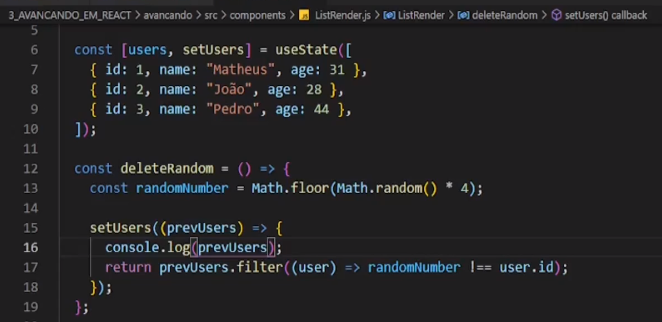 3_AVANCANDO_EM_REACT > avancando > src > components > JS ListRender.js > ListRender > deleteRandom > setUsers() callback
5
6 const [users, setUsers] = useState([
7 { id: 1, name: "Matheus", age: 31 },
8 { id: 2, name: "João", age: 28 },
9 { id: 3, name: "Pedro", age: 44 },
10 ]);
11
12 const deleteRandom = () => {
13 const randomNumber = Math.floor(Math.random() * 4);
14
15 setUsers((prevUsers) => {
16 console.log(prevUsers);
17 return prevUsers.filter((user) => randomNumber !== user.id);
18 });
19 };